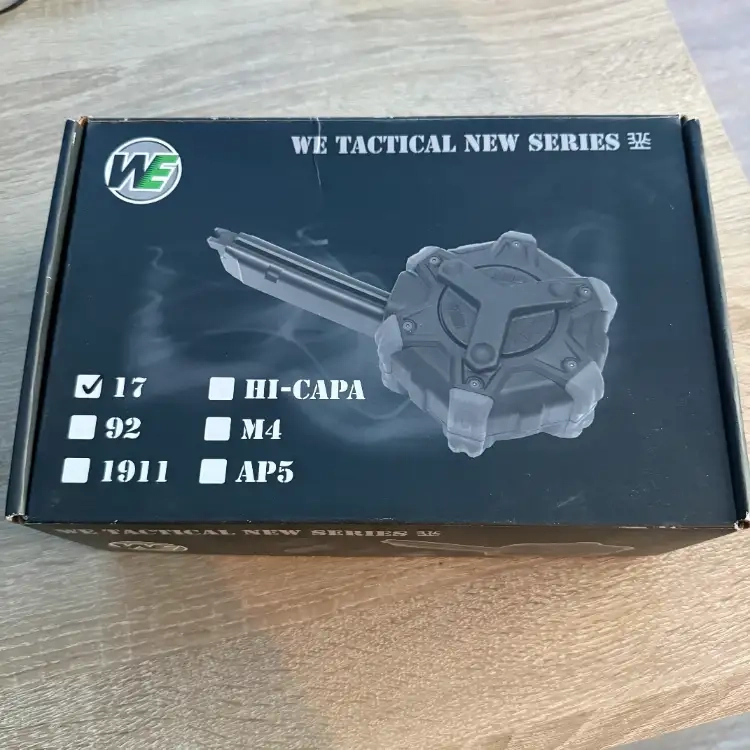 WE
WE TACTICAL NEW SERIES
17
HI-CAPA
92
M4
1911
AP5
WE TACTICAL NEW SERIES